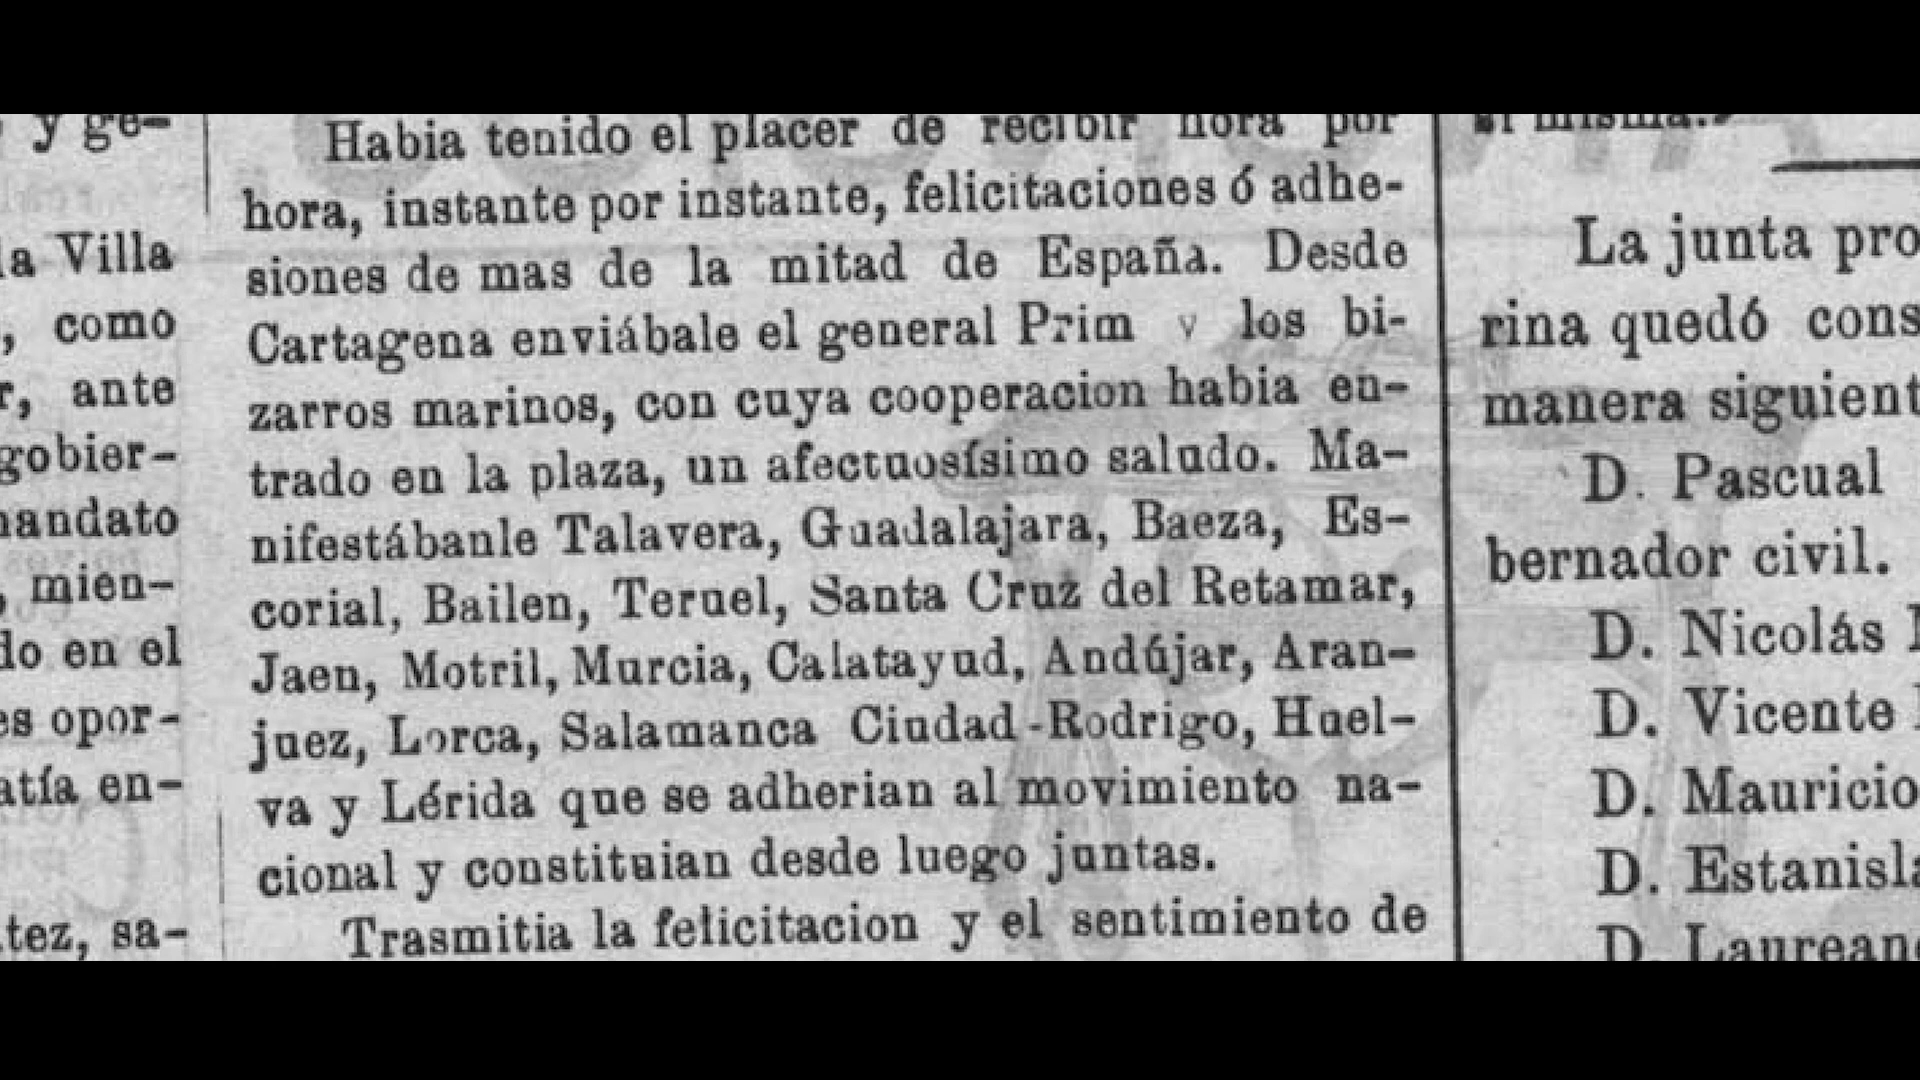 y ge-
la Villa
, como
r, ante
gobier-
mandato
, mien-
do en el
es opor-
atía en-
tez, sa-
Habia tenido el placer de recibir hora por
hora, instante por instante, felicitaciones ó adhe-
siones de mas de la mitad de España. Desde
Cartagena enviábale el general Prim y los bi-
zarros marinos, con cuya cooperacion habia en-
trado en la plaza, un afectuosísimo saludo. Ma-
nifestábanle Talavera, Guadalajara, Baeza, Es-
corial, Bailen, Teruel, Santa Cruz del Retamar,
Jaen, Motril, Murcia, Calatayud, Andújar, Aran-
juez, Lorca, Salamanca Ciudad-Rodrigo, Huel-
va y Lérida que se adherian al movimiento na-
cional y constituian desde luego juntas.
Trasmitia la felicitacion y el sentimiento de
sí misma.»
La junta pro
rina quedó cons
manera siguient
D. Pascual
bernador civil.
D. Nicolás
D. Vicente
D. Mauricio
D. Estanisla
D. Laurean